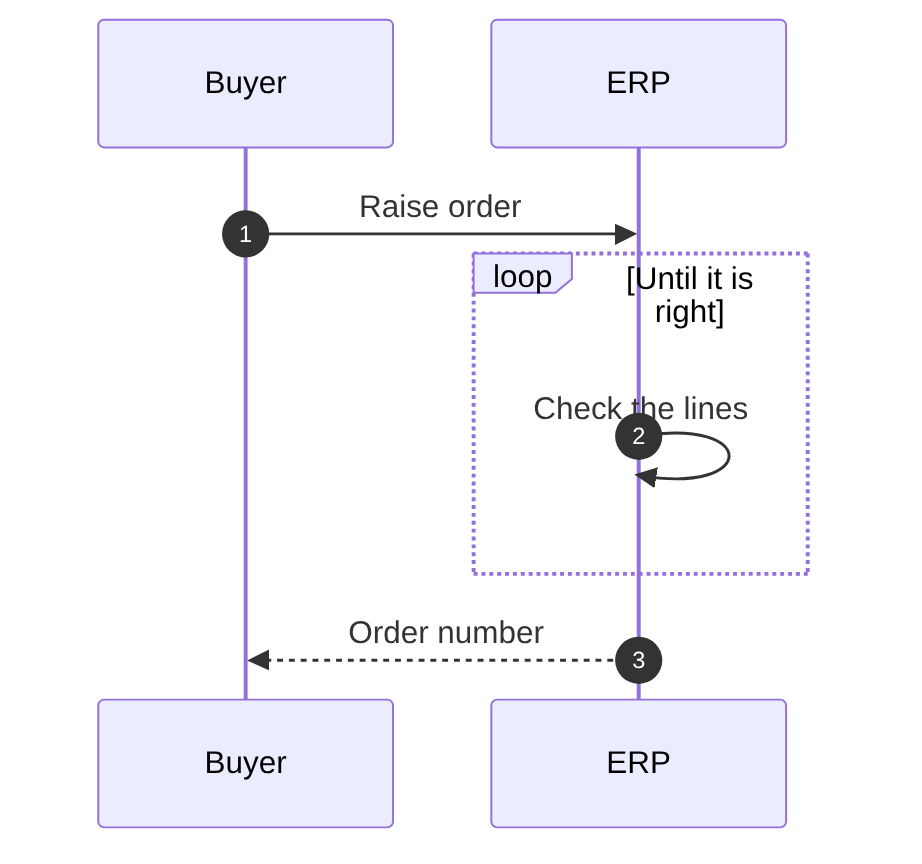 Buyer
ERP
Raise order
1
loop
[Until it is
right]
Check the lines
2
Order number
3
Buyer
ERP